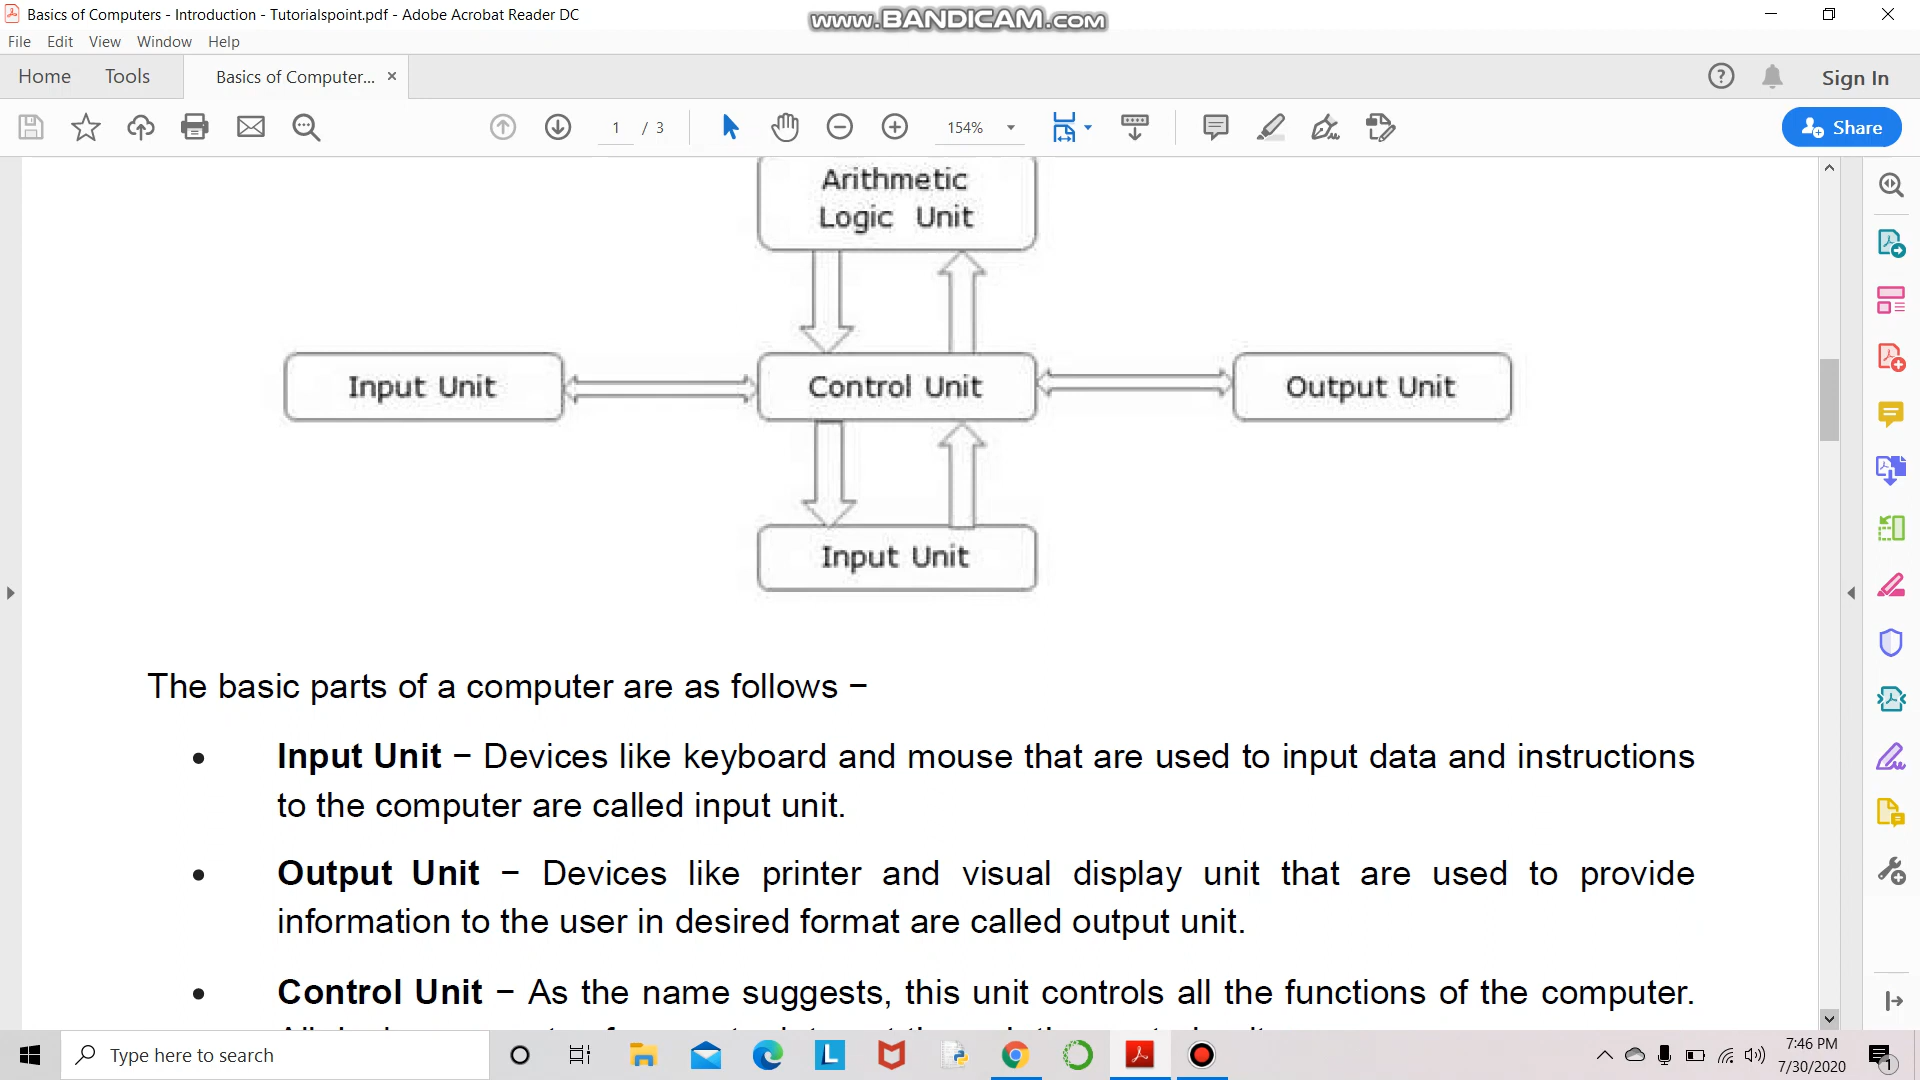 Basics of Computers - Introduction - Tutorialspoint.pdf - Adobe Acrobat Reader DC
www.BANDICAM.com
File Edit View Window Help
Home Tools Basics of Computer... × Sign In
1 / 3 154% Share
Arithmetic
Logic Unit
Input Unit Control Unit Output Unit
Input Unit
The basic parts of a computer are as follows −
• Input Unit − Devices like keyboard and mouse that are used to input data and instructions
to the computer are called input unit.
• Output Unit − Devices like printer and visual display unit that are used to provide
information to the user in desired format are called output unit.
• Control Unit − As the name suggests, this unit controls all the functions of the computer.
Type here to search
7:46 PM
7/30/2020
1